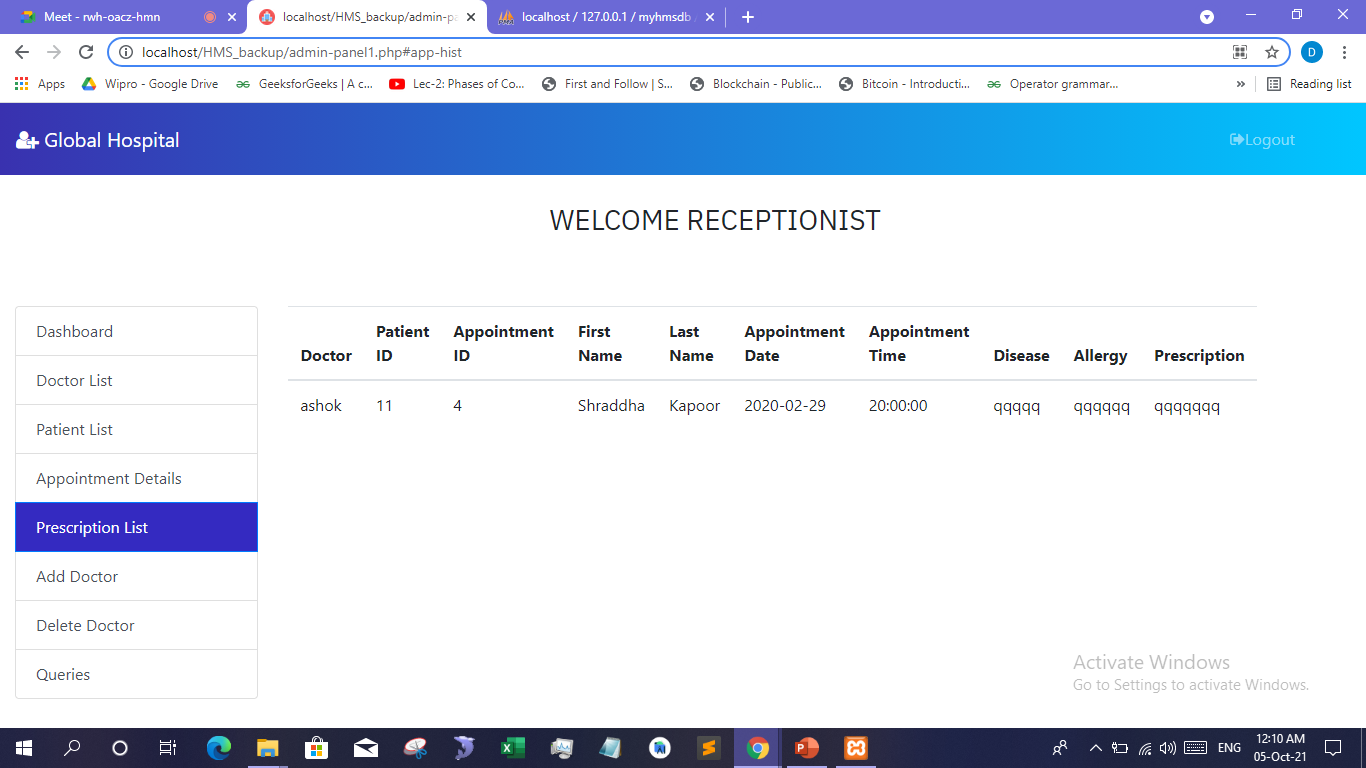 Meet - rwh-oacz-hmn
localhost/HMS_backup/admin-pa
localhost / 127.0.0.1 / myhmsdb
localhost/HMS_backup/admin-panel1.php#app-hist
D
Apps Wipro - Google Drive GeeksforGeeks | A c... Lec-2: Phases of Co... First and Follow | S... Blockchain - Public... Bitcoin - Introducti... Operator grammar... » Reading list
Global Hospital
Logout
WELCOME RECEPTIONIST
Dashboard
Doctor List
Patient List
Appointment Details
Prescription List
Add Doctor
Delete Doctor
Queries
Doctor Patient ID Appointment ID First Name Last Name Appointment Date Appointment Time Disease Allergy Prescription
ashok 11 4 Shraddha Kapoor 2020-02-29 20:00:00 qqqqq qqqqqq qqqqqqq
Activate Windows
Go to Settings to activate Windows.
ENG
12:10 AM
05-Oct-21